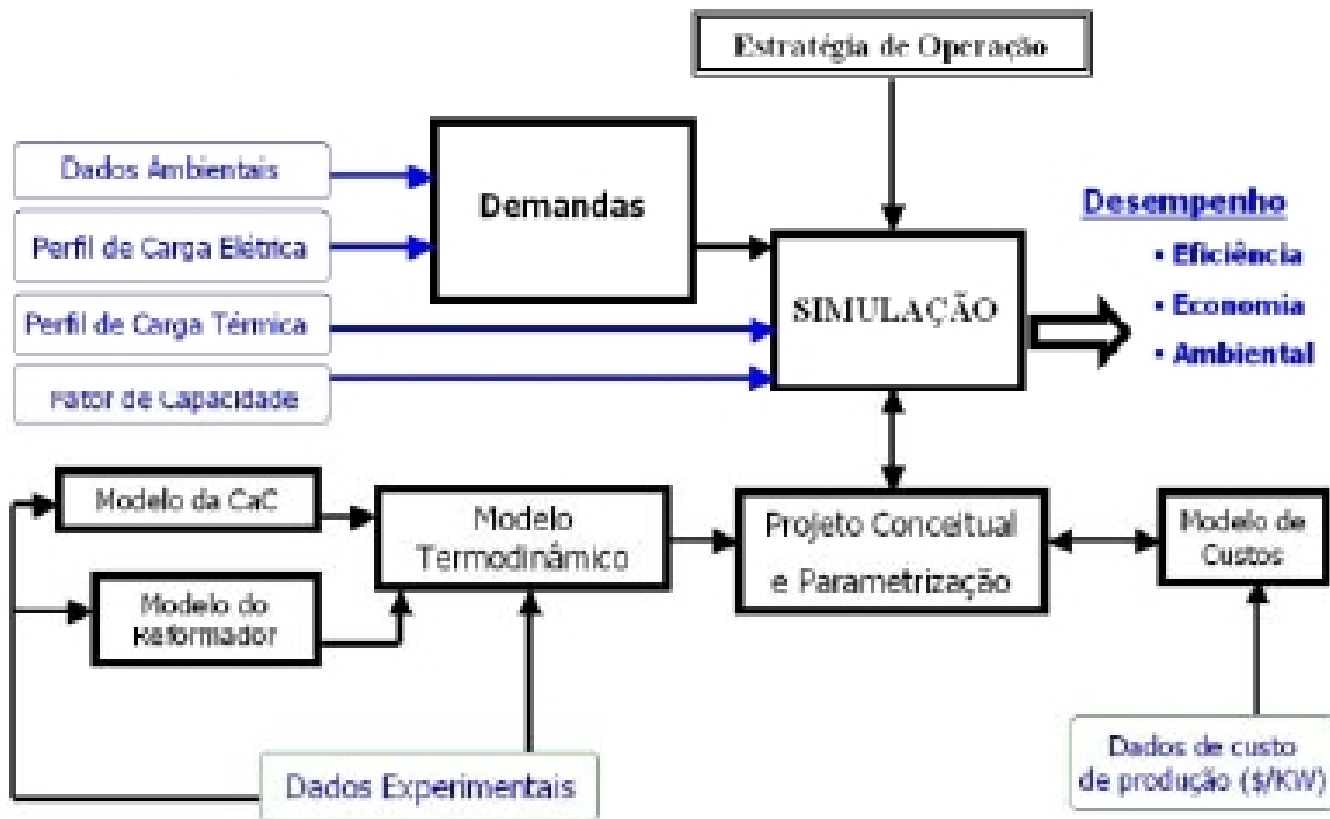 Estratégia de Operação
Dados Ambientais
Perfil de Carga Elétrica
Perfil de Carga Térmica
Fator de Capacidade
Demandas
SIMULAÇÃO
Desempenho
▪ Eficiência
▪ Economia
▪ Ambiental
Modelo da CaC
Modelo do
Reformador
Modelo
Termodinâmico
Projeto Conceitual
e Parametrização
Modelo de
Custos
Dados Experimentais
Dados de custo
de produção ($/KW)